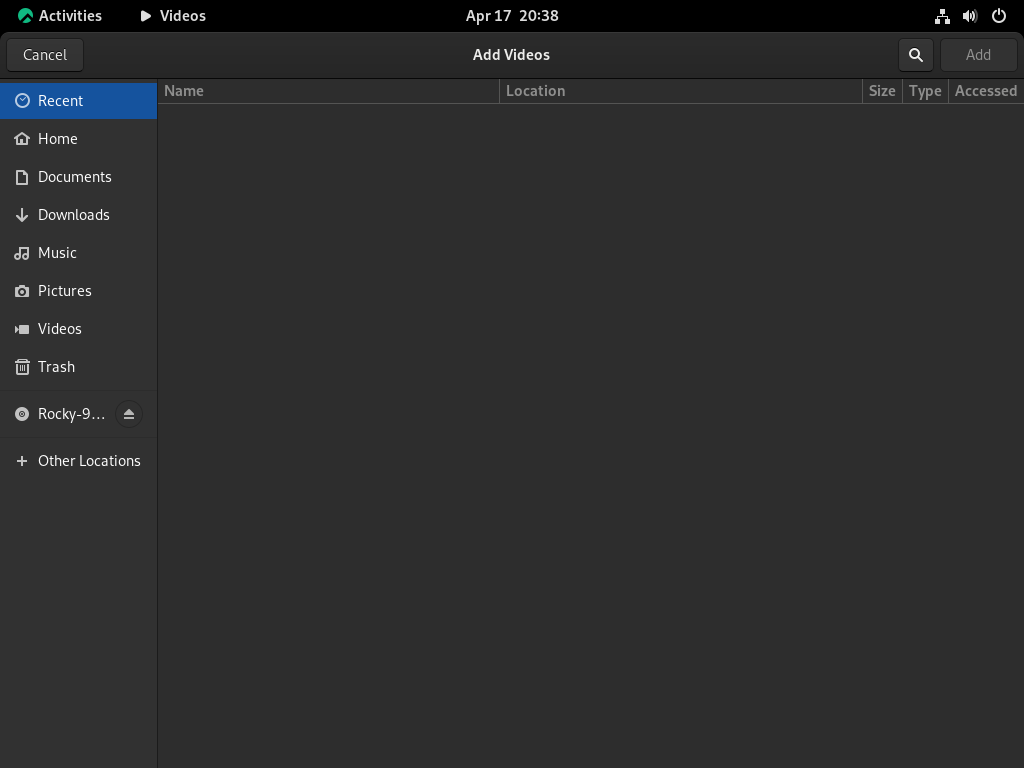 Activities
Videos
Apr 17 20:38
Cancel
Add Videos
Add
Recent
Home
Documents
Downloads
Music
Pictures
Videos
Trash
Rocky-9…
Other Locations
Name
Location
Size
Type
Accessed